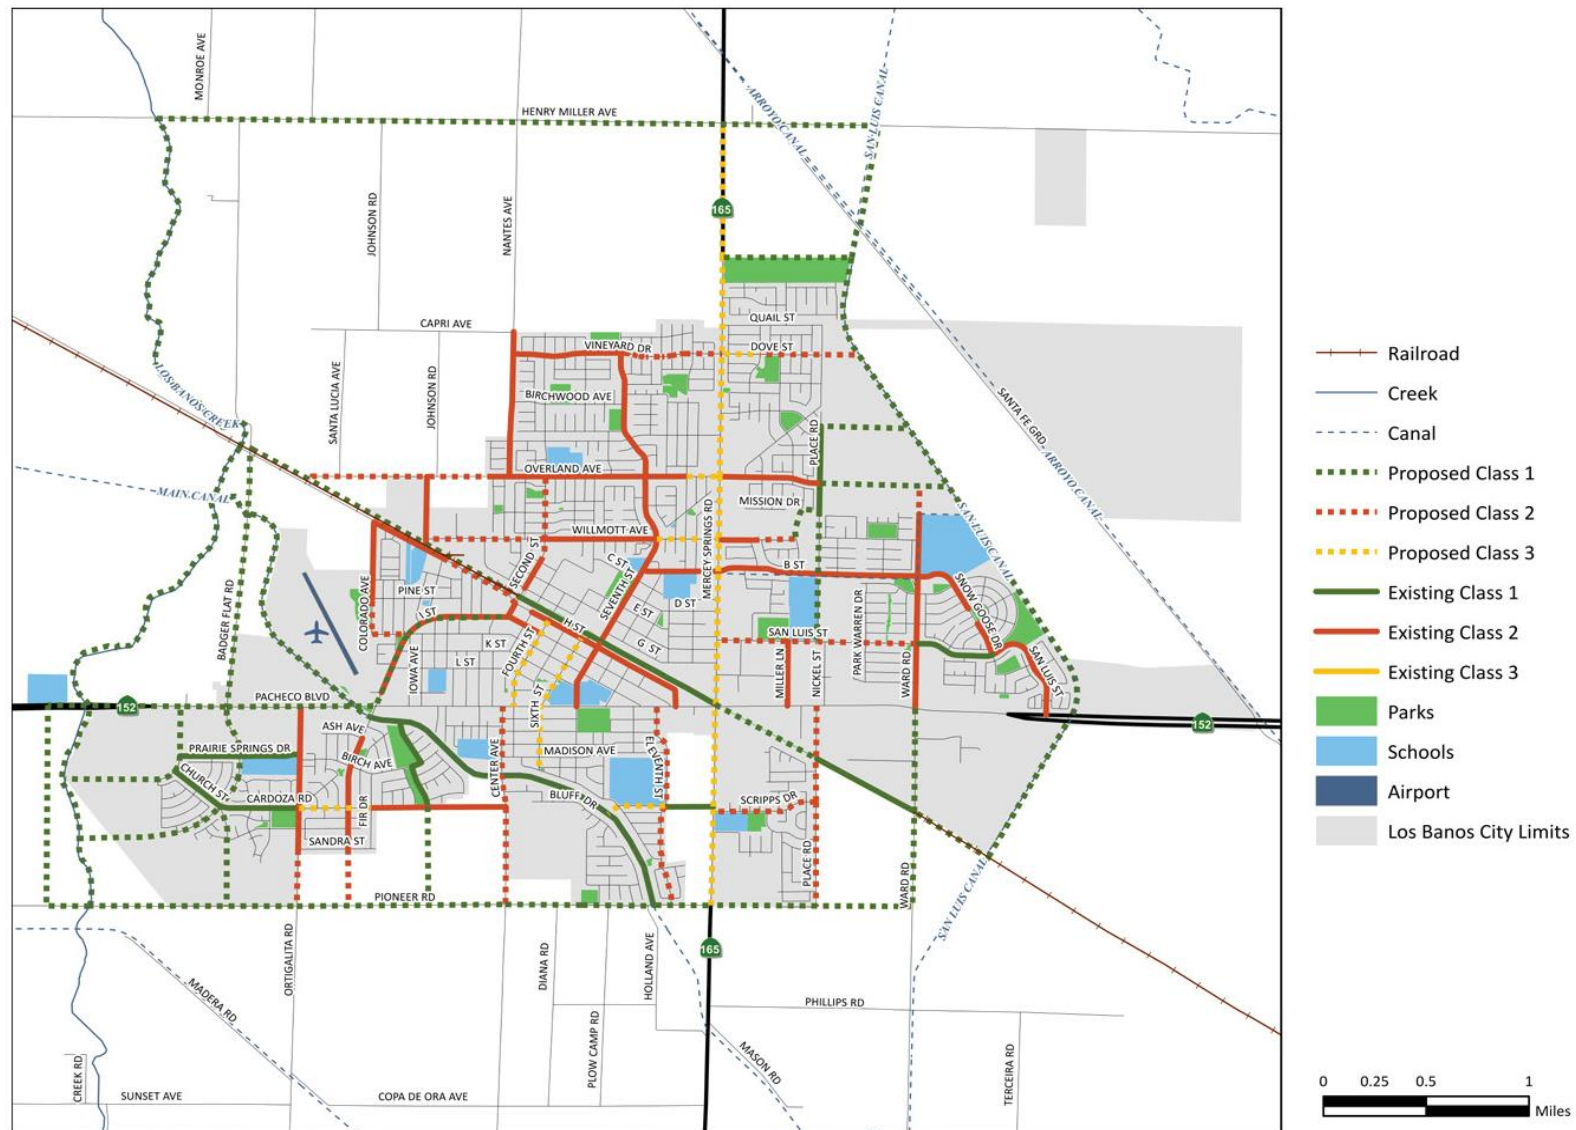 MONROE AVE
HENRY MILLER AVE
ARROYO CANAL
SAN LUIS CANAL
165
JOHNSON RD
NANTES AVE
QUAIL ST
CAPRI AVE
VINEYARD DR
DOVE ST
Railroad
LOS BANOS CREEK
SANTA LUCIA AVE
JOHNSON RD
BIRCHWOOD AVE
SANTA FE GRD
Creek
PLACE RD
Canal
OVERLAND AVE
Proposed Class 1
MAIN CANAL
MISSION DR
MERCEY SPRINGS RD
ARROYO CANAL
Proposed Class 2
WILLMOTT AVE
SAN LUIS CANAL
Proposed Class 3
SECOND ST
C ST
B ST
Existing Class 1
COLORADO AVE
PINE ST
SEVENTH ST
D ST
SNOW GOOSE DR
BADGER FLAT RD
I ST
E ST
H ST
SAN LUIS ST
PARK WARREN DR
Existing Class 2
K ST
FOURTH ST
G ST
IOWA AVE
L ST
MILLER LN
NICKEL ST
WARD RD
SAN LUIS ST
Existing Class 3
PACHECO BLVD
SIXTH ST
152
152
Parks
ASH AVE
PRAIRIE SPRINGS DR
BIRCH AVE
CENTER AVE
MADISON AVE
ELEVENTH ST
Schools
CHURCH ST
CARDOZA RD
FIR DR
BLUFF DR
SCRIPPS DR
Airport
SANDRA ST
PLACE RD
Los Banos City Limits
PIONEER RD
WARD RD
SAN LUIS CANAL
165
ORTIGALITA RD
DIANA RD
HOLLAND AVE
MADERA RD
PHILLIPS RD
PLOW CAMP RD
MASON RD
TERCEIRA RD
CREEK RD
SUNSET AVE
COPA DE ORA AVE
0 0.25 0.5 1
Miles